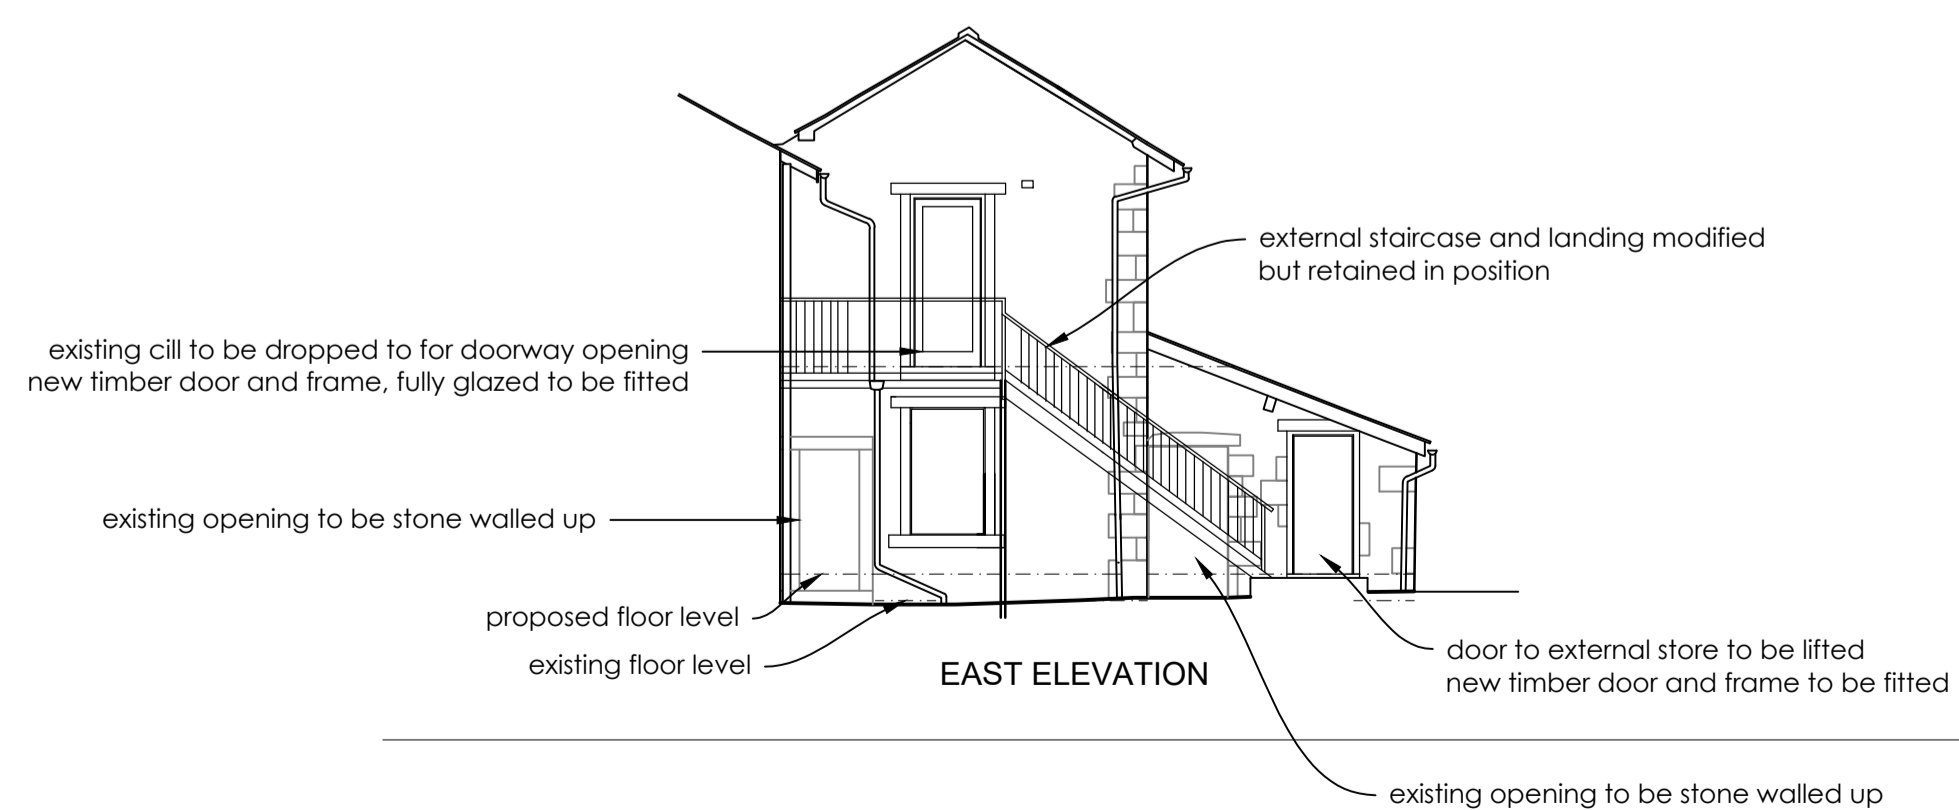 external staircase and landing modified
but retained in position
existing cill to be dropped to for doorway opening
new timber door and frame, fully glazed to be fitted
existing opening to be stone walled up
proposed floor level
existing floor level
EAST ELEVATION
door to external store to be lifted
new timber door and frame to be fitted
existing opening to be stone walled up